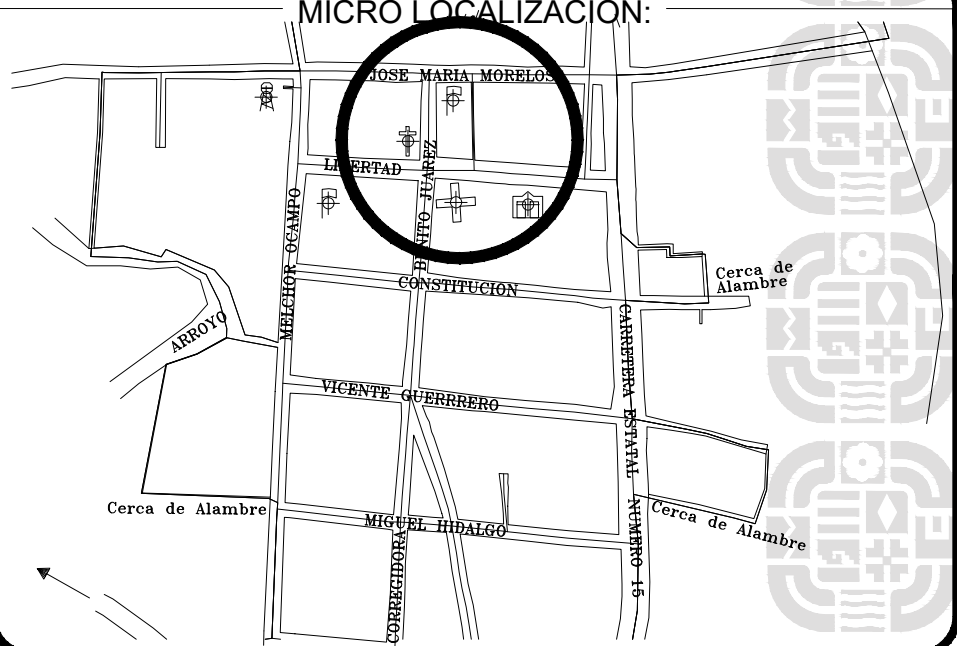 MICRO LOCALIZACION:
JOSE MARIA MORELOS
LIBERTAD
BENITO JUAREZ
MELCHOR OCAMPO
CONSTITUCION
Cerca de
Alambre
ARROYO
CARRETERA ESTATAL NUMERO 15
VICENTE GUERRRERO
Cerca de Alambre
Cerca de Alambre
MIGUEL HIDALGO
CORREGIDORA